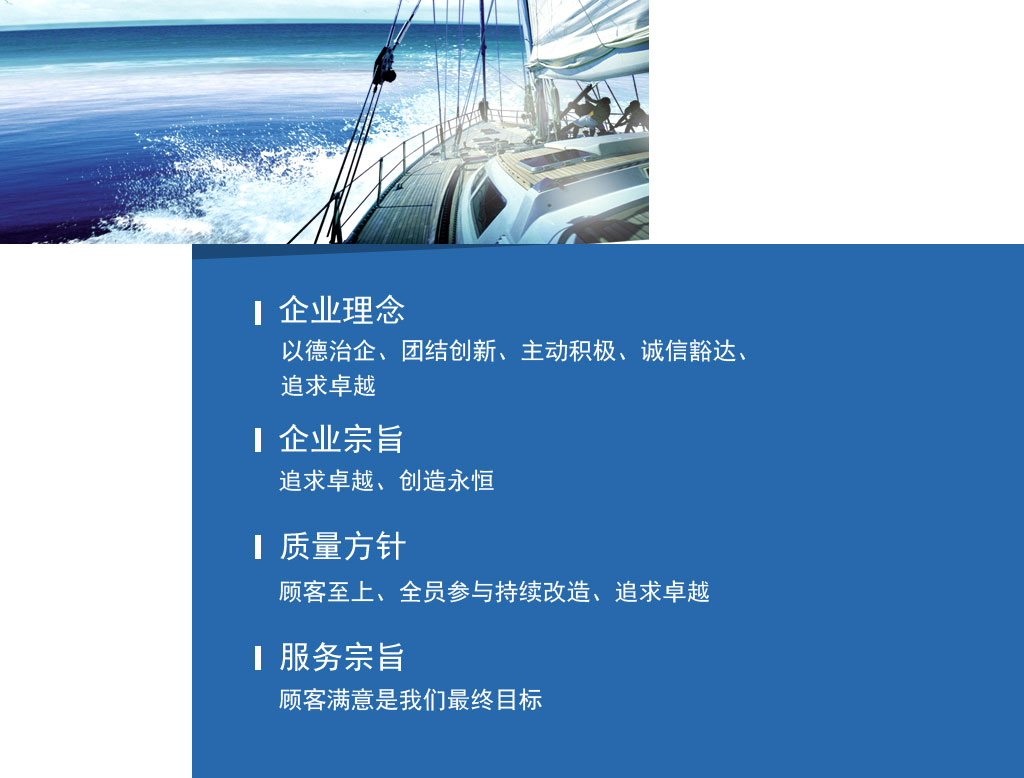 企业理念
以德治企、团结创新、主动积极、诚信豁达、
追求卓越
企业宗旨
追求卓越、创造永恒
质量方针
顾客至上、全员参与持续改造、追求卓越
服务宗旨
顾客满意是我们最终目标